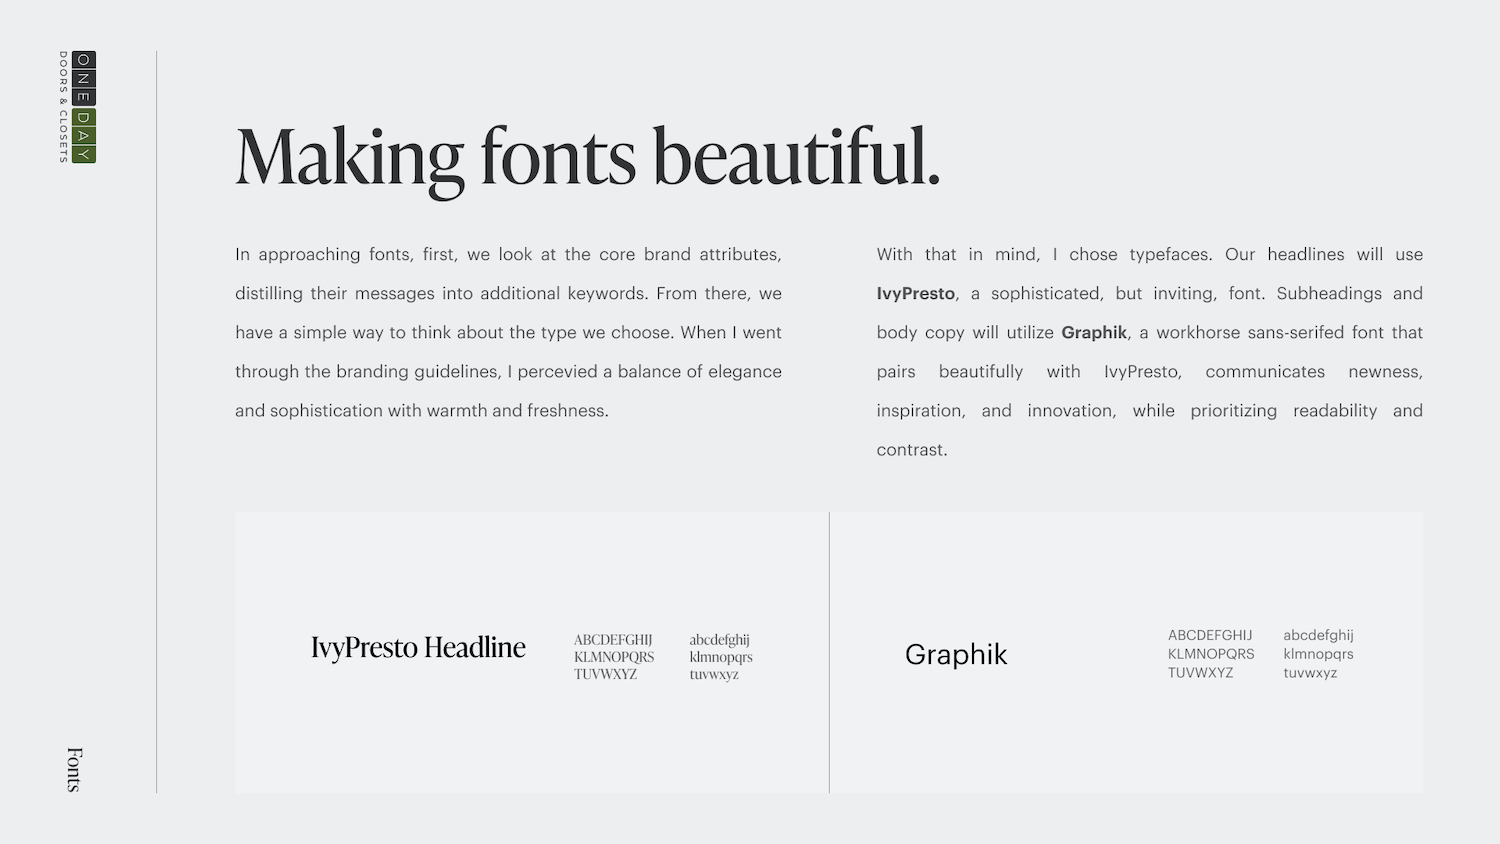 ONE DAY
DOORS & CLOSETS
Making fonts beautiful.
In approaching fonts, first, we look at the core brand attributes,
distilling their messages into additional keywords. From there, we
have a simple way to think about the type we choose. When I went
through the branding guidelines, I percevied a balance of elegance
and sophistication with warmth and freshness.
With that in mind, I chose typefaces. Our headlines will use
IvyPresto, a sophisticated, but inviting, font. Subheadings and
body copy will utilize Graphik, a workhorse sans-serifed font that
pairs beautifully with IvyPresto, communicates newness,
inspiration, and innovation, while prioritizing readability and
contrast.
IvyPresto Headline
ABCDEFGHIJ
KLMNOPQRS
TUVWXYZ
abcdefghij
klmnopqrs
tuvwxyz
Graphik
ABCDEFGHIJ
KLMNOPQRS
TUVWXYZ
abcdefghij
klmnopqrs
tuvwxyz
Fonts